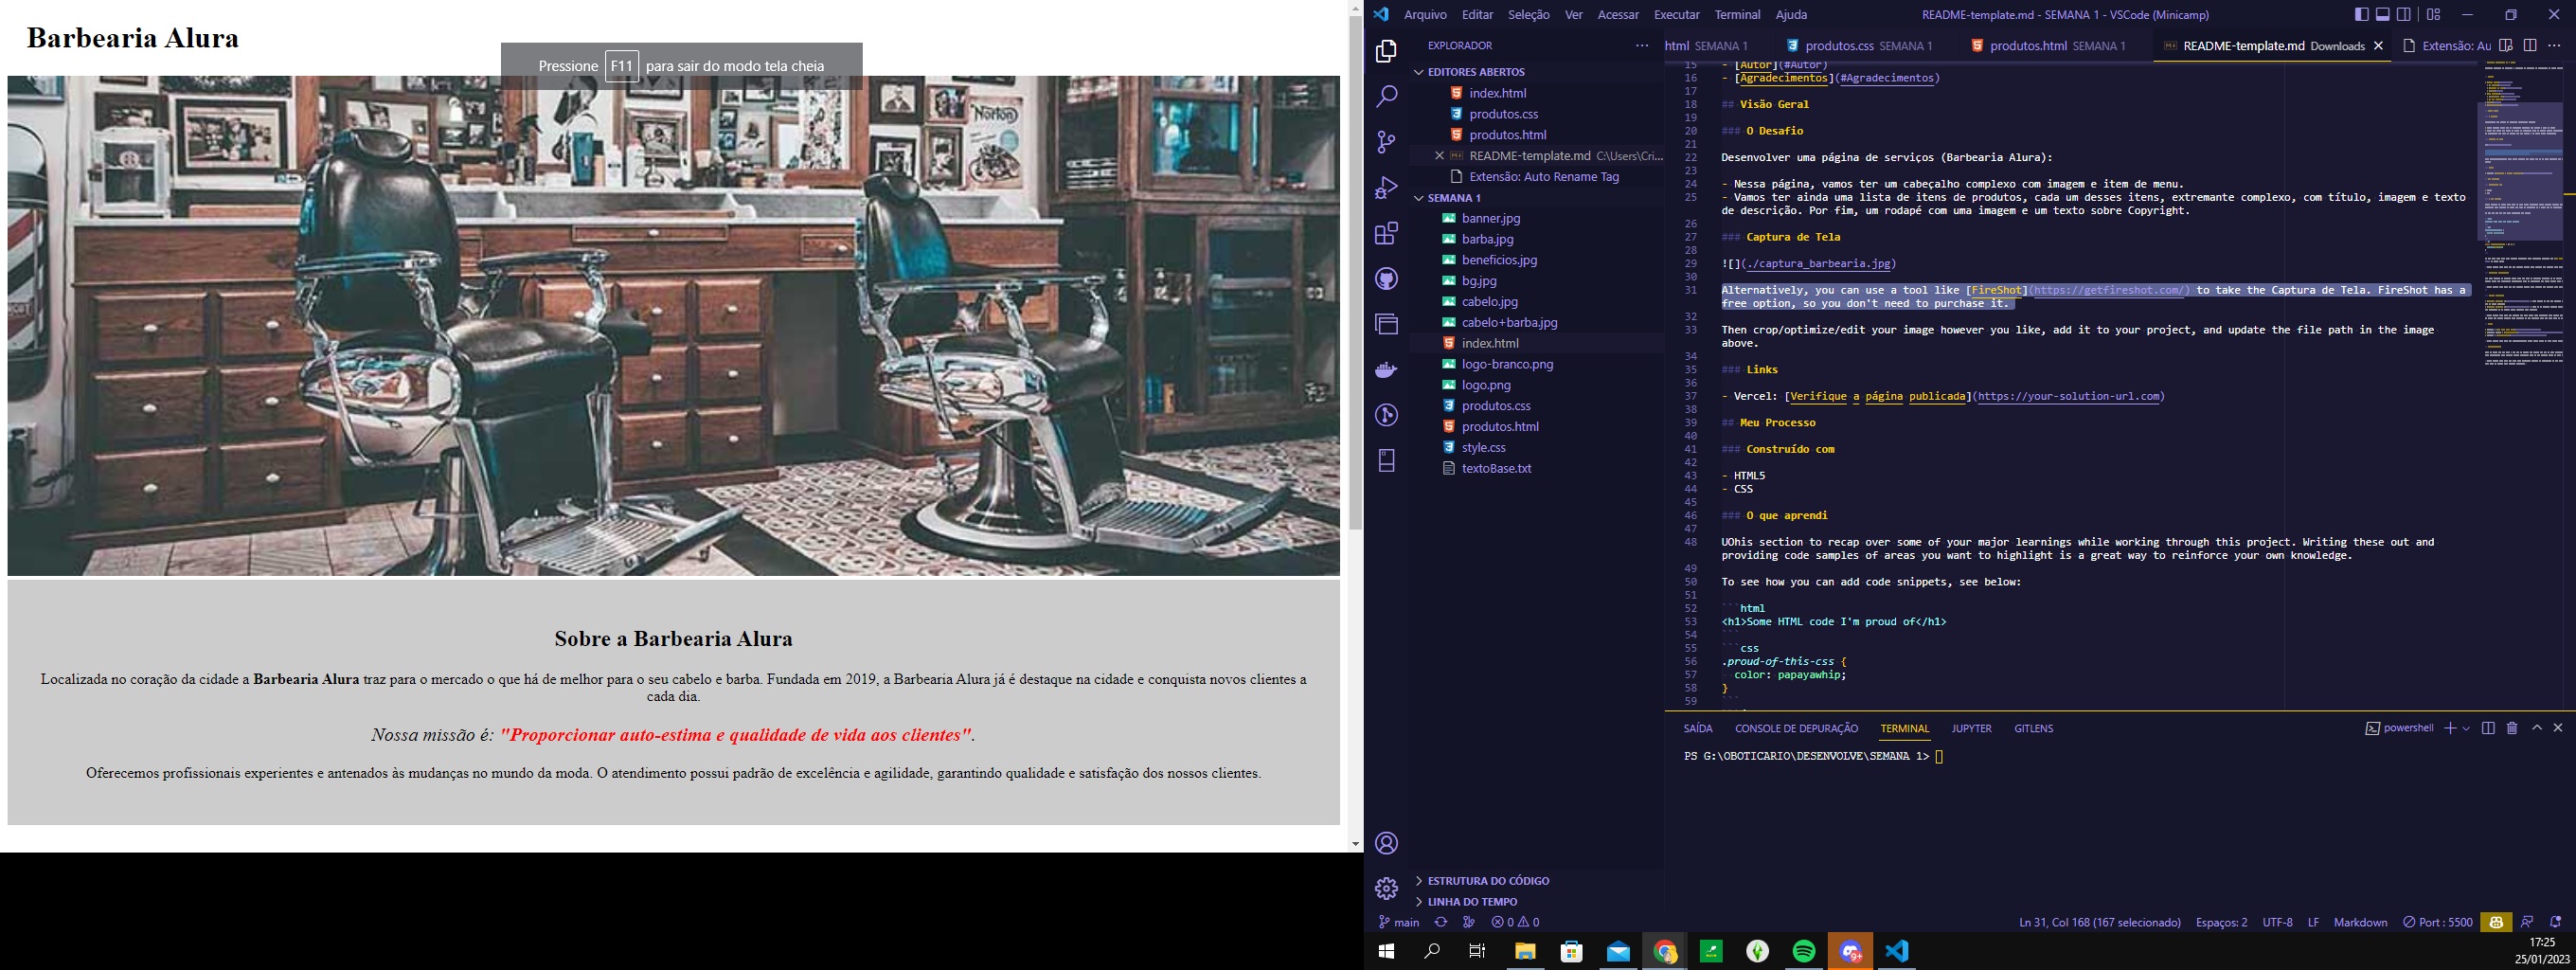 Barbearia Alura
Pressione F11 para sair do modo tela cheia
Norton
Sobre a Barbearia Alura
Localizada no coração da cidade a Barbearia Alura traz para o mercado o que há de melhor para o seu cabelo e barba. Fundada em 2019, a Barbearia Alura já é destaque na cidade e conquista novos clientes a
cada dia.
Nossa missão é: "Proporcionar auto-estima e qualidade de vida aos clientes".
Oferecemos profissionais experientes e antenados às mudanças no mundo da moda. O atendimento possui padrão de excelência e agilidade, garantindo qualidade e satisfação dos nossos clientes.
Arquivo Editar Seleção Ver Acessar Executar Terminal Ajuda
README-template.md - SEMANA 1 - VSCode (Minicamp)
EXPLORADOR
EDITORES ABERTOS
index.html
produtos.css
produtos.html
README-template.md C:\Users\Cri...
Extensão: Auto Rename Tag
SEMANA 1
banner.jpg
barba.jpg
beneficios.jpg
bg.jpg
cabelo.jpg
cabelo+barba.jpg
index.html
logo-branco.png
logo.png
produtos.css
produtos.html
style.css
textoBase.txt
ESTRUTURA DO CÓDIGO
LINHA DO TEMPO
html SEMANA 1 produtos.css SEMANA 1 produtos.html SEMANA 1 README-template.md Downloads Extensão: Au
15 - [Autor](#Autor)
16 - [Agradecimentos](#Agradecimentos)
17
18 ## Visão Geral
19
20 ### O Desafio
21
22 Desenvolver uma página de serviços (Barbearia Alura):
23
24 - Nessa página, vamos ter um cabeçalho complexo com imagem e item de menu.
25 - Vamos ter ainda uma lista de itens de produtos, cada um desses itens, extremante complexo, com título, imagem e texto
de descrição. Por fim, um rodapé com uma imagem e um texto sobre Copyright.
26
27 ### Captura de Tela
28
29 ![](./captura_barbearia.jpg)
30
31 Alternatively, you can use a tool like [FireShot](https://getfireshot.com/) to take the Captura de Tela. FireShot has a
free option, so you don't need to purchase it.
32
33 Then crop/optimize/edit your image however you like, add it to your project, and update the file path in the image
above.
34
35 ### Links
36
37 - Vercel: [Verifique a página publicada](https://your-solution-url.com)
38
39 ## Meu Processo
40
41 ### Construído com
42
43 - HTML5
44 - CSS
45
46 ### O que aprendi
47
48 UOhis section to recap over some of your major learnings while working through this project. Writing these out and
providing code samples of areas you want to highlight is a great way to reinforce your own knowledge.
49
50 To see how you can add code snippets, see below:
51
52 ```html
53 <h1>Some HTML code I'm proud of</h1>
54 ```
55 ```css
56 .proud-of-this-css {
57 color: papayawhip;
58 }
59 ```
SAÍDA CONSOLE DE DEPURAÇÃO TERMINAL JUPYTER GITLENS
powershell
PS G:\OBOTICARIO\DESENVOLVE\SEMANA 1>
main 0 0
Ln 31, Col 168 (167 selecionado) Espaços: 2 UTF-8 LF Markdown Port : 5500
9+
17:25
25/01/2023